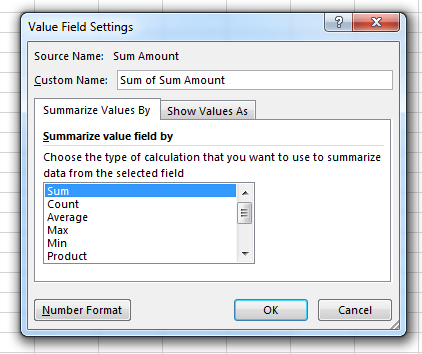 Value Field Settings
?
Source Name: Sum Amount
Custom Name: Sum of Sum Amount
Summarize Values By Show Values As
Summarize value field by
Choose the type of calculation that you want to use to summarize
data from the selected field
Sum
Count
Average
Max
Min
Product
Number Format OK Cancel